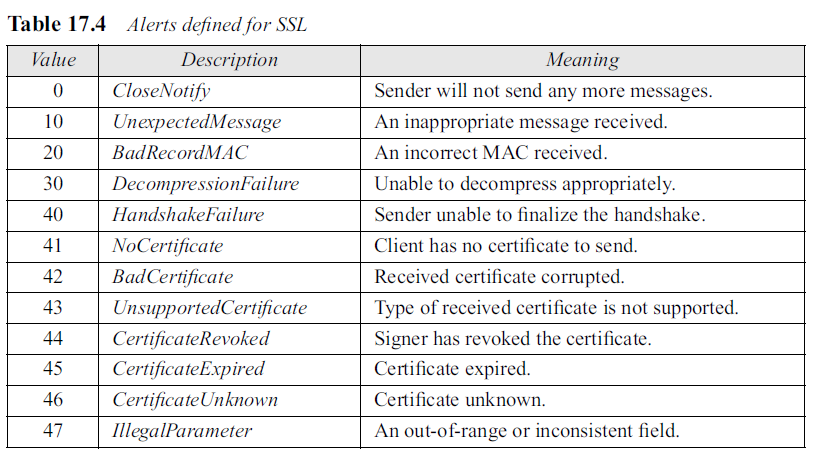 Table 17.4 Alerts defined for SSL
Value Description Meaning
0 CloseNotify Sender will not send any more messages.
10 UnexpectedMessage An inappropriate message received.
20 BadRecordMAC An incorrect MAC received.
30 DecompressionFailure Unable to decompress appropriately.
40 HandshakeFailure Sender unable to finalize the handshake.
41 NoCertificate Client has no certificate to send.
42 BadCertificate Received certificate corrupted.
43 UnsupportedCertificate Type of received certificate is not supported.
44 CertificateRevoked Signer has revoked the certificate.
45 CertificateExpired Certificate expired.
46 CertificateUnknown Certificate unknown.
47 IllegalParameter An out-of-range or inconsistent field.